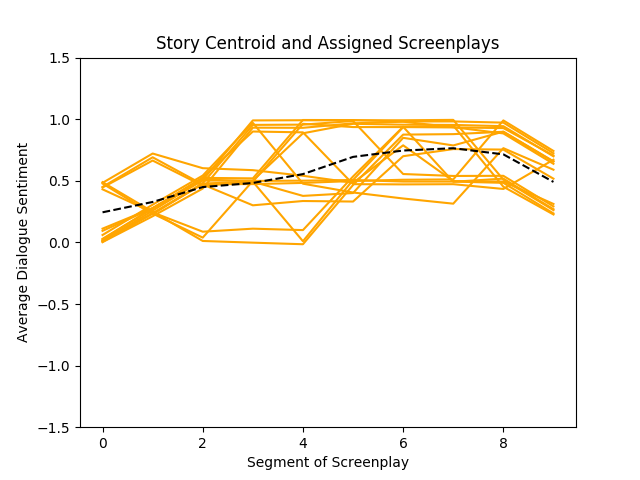 Story Centroid and Assigned Screenplays
1.5
1.0
0.5
0.0
−0.5
−1.0
−1.5
Average Dialogue Sentiment
0 2 4 6 8
Segment of Screenplay